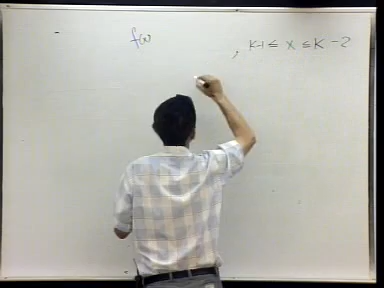 f(x) , k-1 ≤ x ≤ k-2